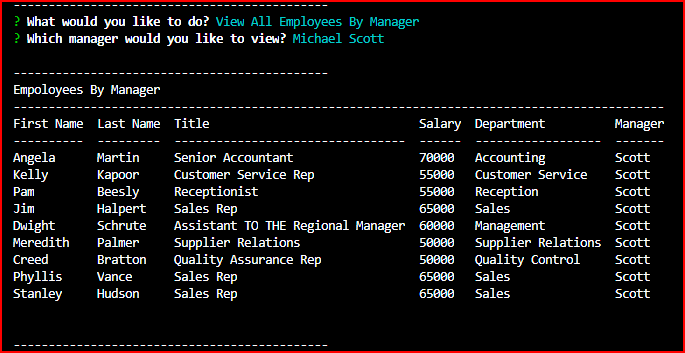 ----------------------------------------------
? What would you like to do? View All Employees By Manager
? Which manager would you like to view? Michael Scott
---------------------------------------------
Empoloyees By Manager
---------------------------------------------------------------------------------------------
First Name  Last Name  Title                              Salary  Department          Manager
----------  ---------  ---------------------------------  ------  ------------------  -------
Angela      Martin     Senior Accountant                  70000   Accounting          Scott
Kelly       Kapoor     Customer Service Rep               55000   Customer Service    Scott
Pam         Beesly     Receptionist                       55000   Reception           Scott
Jim         Halpert    Sales Rep                          65000   Sales               Scott
Dwight      Schrute    Assistant TO THE Regional Manager  60000   Management          Scott
Meredith    Palmer     Supplier Relations                 50000   Supplier Relations  Scott
Creed       Bratton    Quality Assurance Rep              50000   Quality Control     Scott
Phyllis     Vance      Sales Rep                          65000   Sales               Scott
Stanley     Hudson     Sales Rep                          65000   Sales               Scott
---------------------------------------------